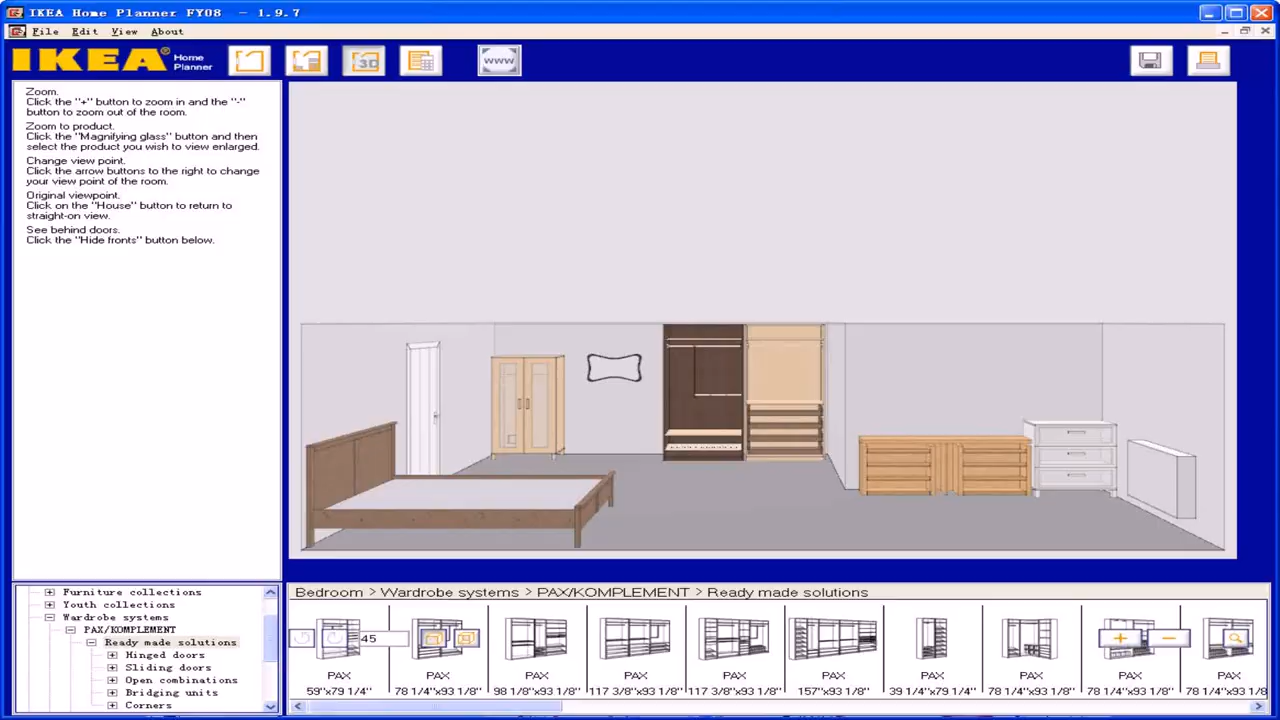 IKEA Home Planner FY08 - 1.9.7
File Edit View About
IKEA® Home Planner
3D
WWW
Zoom.
Click the "+" button to zoom in and the "-"
button to zoom out of the room.
Zoom to product.
Click the "Magnifying glass" button and then
select the product you wish to view enlarged.
Change view point.
Click the arrow buttons to the right to change
your view point of the room.
Original viewpoint.
Click on the "House" button to return to
straight-on view.
See behind doors.
Click the "Hide fronts" button below.
Furniture collections
Youth collections
Wardrobe systems
PAX/KOMPLEMENT
Ready made solutions
Hinged doors
Sliding doors
Open combinations
Bridging units
Corners
Bedroom > Wardrobe systems > PAX/KOMPLEMENT > Ready made solutions
45
PAX PAX PAX PAX PAX PAX PAX PAX PAX PAX
59"x79 1/4" 78 1/4"x93 1/8" 98 1/8"x93 1/8" 117 3/8"x93 1/8" 117 3/8"x93 1/8" 157"x93 1/8" 39 1/4"x79 1/4" 78 1/4"x93 1/8" 78 1/4"x93 1/8" 78 1/4"x93 1/8